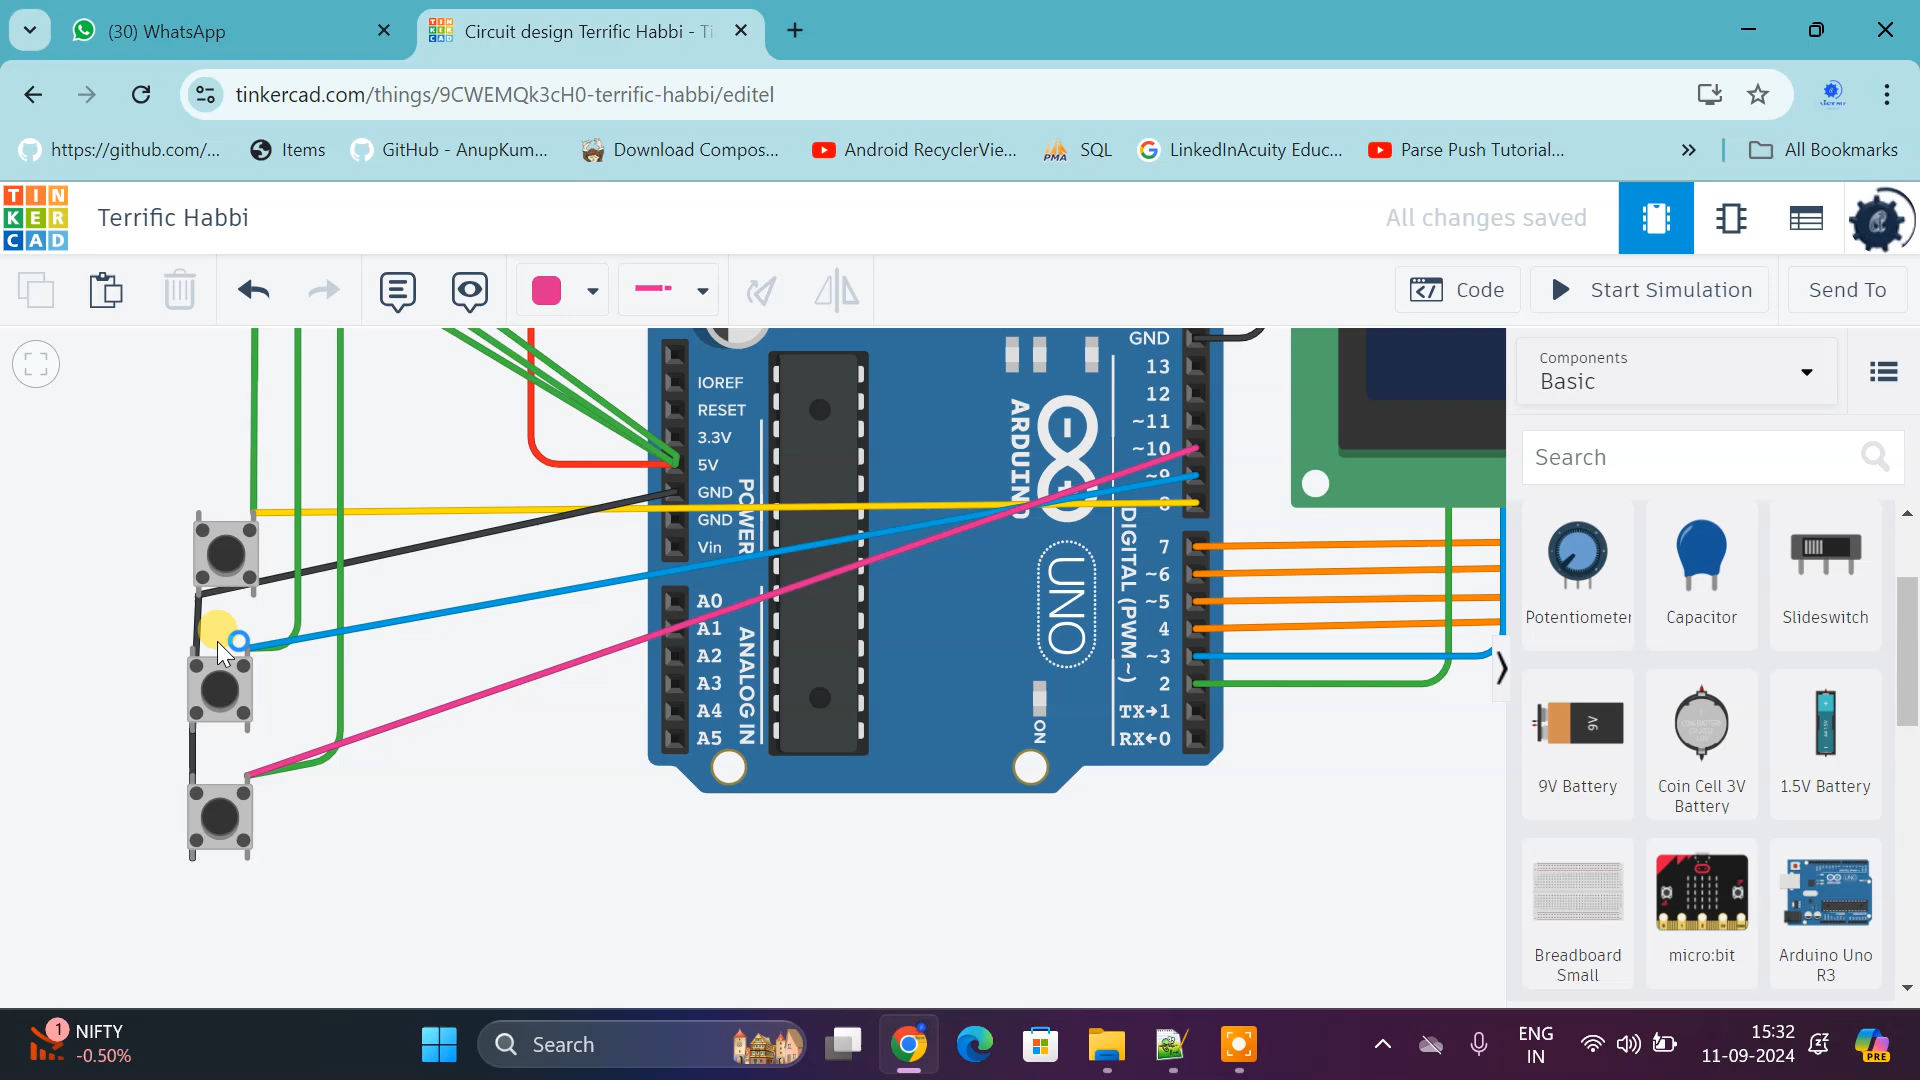 (30) WhatsApp
Circuit design Terrific Habbi - Ti
tinkercad.com/things/9CWEMQk3cH0-terrific-habbi/editel
https://github.com/...
Items
GitHub - AnupKum...
Download Compos...
Android RecyclerVie...
PMA
SQL
LinkedInAcuity Educ...
Parse Push Tutorial...
»
All Bookmarks
TIN
KER
CAD
Terrific Habbi
All changes saved
Code
Start Simulation
Send To
IOREF
RESET
3.3V
5V
GND
GND
Vin
POWER
A0
A1
A2
A3
A4
A5
ANALOG IN
ARDUINO
UNO
ON
DIGITAL (PWM~)
GND
13
12
~11
~10
~9
8
7
~6
~5
4
~3
2
TX→1
RX←0
Components
Basic
Search
Potentiometer
Capacitor
Slideswitch
9V
9V Battery
Coin Cell 3V
Battery
1.5V Battery
Breadboard
Small
micro:bit
Arduino Uno
R3
1
NIFTY
-0.50%
Search
ENG
IN
15:32
11-09-2024
PRE